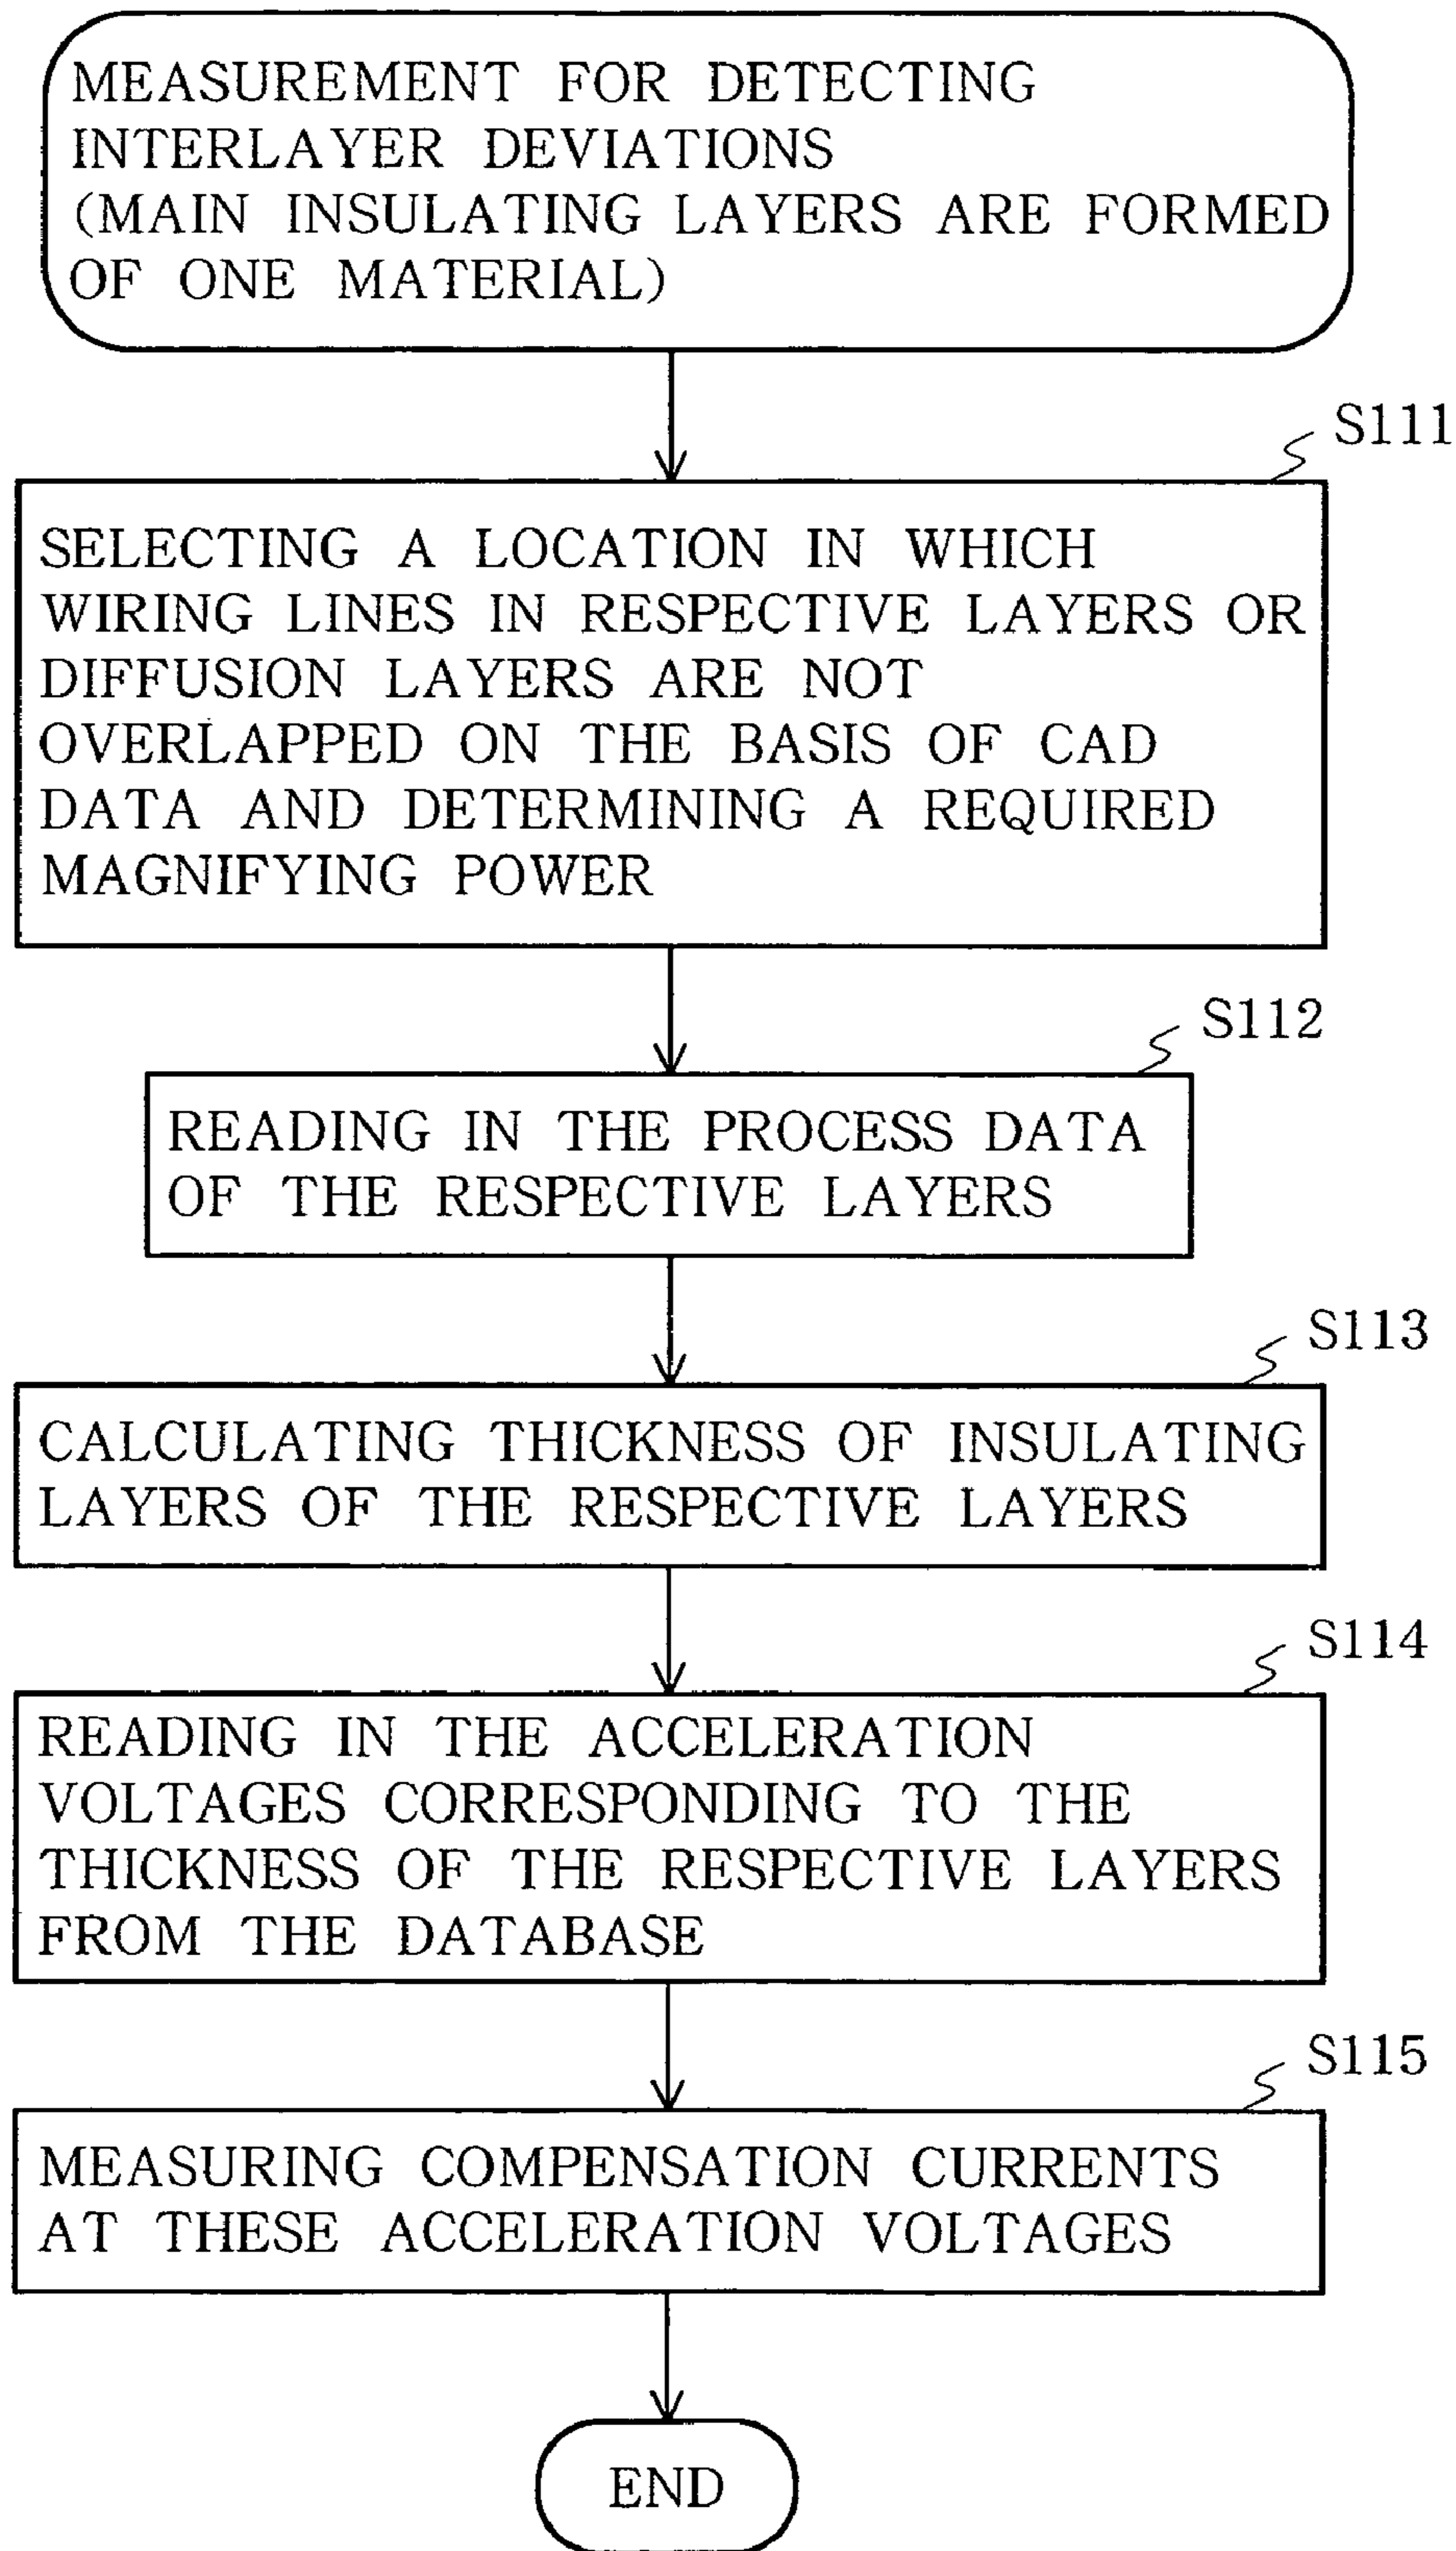 MEASUREMENT FOR DETECTING
INTERLAYER DEVIATIONS
(MAIN INSULATING LAYERS ARE FORMED
OF ONE MATERIAL)
S111
SELECTING A LOCATION IN WHICH
WIRING LINES IN RESPECTIVE LAYERS OR
DIFFUSION LAYERS ARE NOT
OVERLAPPED ON THE BASIS OF CAD
DATA AND DETERMINING A REQUIRED
MAGNIFYING POWER
S112
READING IN THE PROCESS DATA
OF THE RESPECTIVE LAYERS
S113
CALCULATING THICKNESS OF INSULATING
LAYERS OF THE RESPECTIVE LAYERS
S114
READING IN THE ACCELERATION
VOLTAGES CORRESPONDING TO THE
THICKNESS OF THE RESPECTIVE LAYERS
FROM THE DATABASE
S115
MEASURING COMPENSATION CURRENTS
AT THESE ACCELERATION VOLTAGES
END